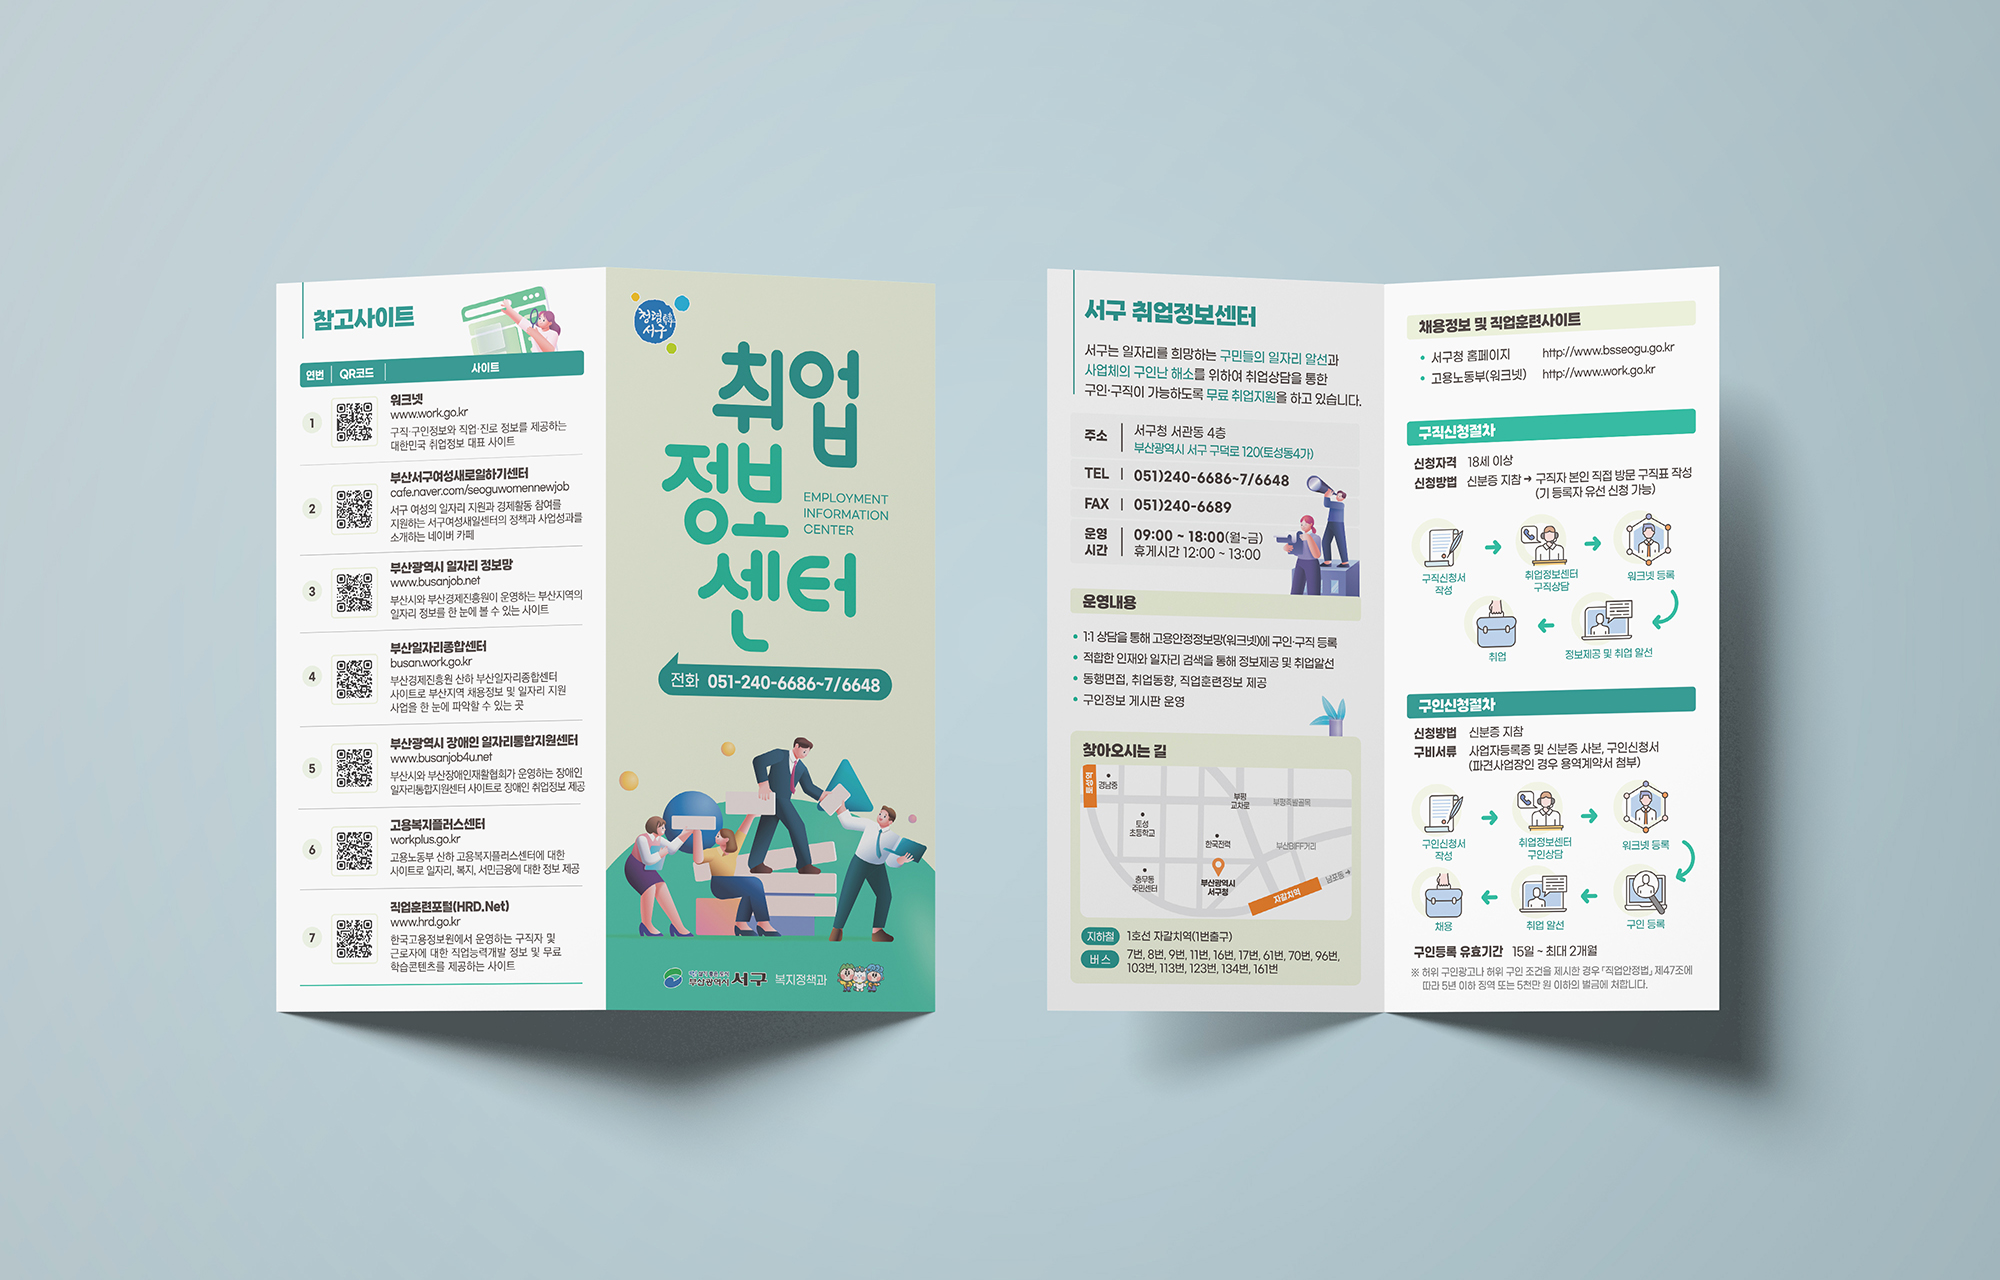 참고사이트
연번 QR코드 사이트
1
워크넷
www.work.go.kr
구직·구인정보와 직업·진로 정보를 제공하는
대한민국 취업정보 대표 사이트
2
부산서구여성새로일하기센터
cafe.naver.com/seoguwomennewjob
서구 여성의 일자리 지원과 경제활동 참여를
지원하는 서구여성새일센터의 정책과 사업성과를
소개하는 네이버 카페
3
부산광역시 일자리 정보망
www.busanjob.net
부산시와 부산경제진흥원이 운영하는 부산지역의
일자리 정보를 한 눈에 볼 수 있는 사이트
4
부산일자리종합센터
busan.work.go.kr
부산경제진흥원 산하 부산일자리종합센터
사이트로 부산지역 채용정보 및 일자리 지원
사업을 한 눈에 파악할 수 있는 곳
5
부산광역시 장애인 일자리통합지원센터
www.busanjob4u.net
부산시와 부산장애인재활협회가 운영하는 장애인
일자리통합지원센터 사이트로 장애인 취업정보 제공
6
고용복지플러스센터
workplus.go.kr
고용노동부 산하 고용복지플러스센터에 대한
사이트로 일자리, 복지, 서민금융에 대한 정보 제공
7
직업훈련포털(HRD.Net)
www.hrd.go.kr
한국고용정보원에서 운영하는 구직자 및
근로자에 대한 직업능력개발 정보 및 무료
학습콘텐츠를 제공하는 사이트
청렴
서구
취업
정보
센터
EMPLOYMENT
INFORMATION
CENTER
전화 051-240-6686~7/6648
부산광역시 서구 복지정책과
서구 취업정보센터
서구는 일자리를 희망하는 구민들의 일자리 알선과
사업체의 구인난 해소를 위하여 취업상담을 통한
구인·구직이 가능하도록 무료 취업지원을 하고 있습니다.
주소 서구청 서관동 4층
부산광역시 서구 구덕로 120(토성동4가)
TEL 051)240-6686~7/6648
FAX 051)240-6689
운영
시간
09:00 ~ 18:00(월~금)
휴게시간 12:00 ~ 13:00
운영내용
• 1:1 상담을 통해 고용안정정보망(워크넷)에 구인·구직 등록
• 적합한 인재와 일자리 검색을 통해 정보제공 및 취업알선
• 동행면접, 취업동향, 직업훈련정보 제공
• 구인정보 게시판 운영
찾아오시는 길
토성역
경남중
부평
교차로
부평족발골목
토성
초등학교
한국전력
부산BIFF거리
충무동
주민센터
부산광역시
서구청
자갈치역
남포동→
지하철 1호선 자갈치역(1번출구)
버스 7번, 8번, 9번, 11번, 16번, 17번, 61번, 70번, 96번,
103번, 113번, 123번, 134번, 161번
채용정보 및 직업훈련사이트
• 서구청 홈페이지 http://www.bsseogu.go.kr
• 고용노동부(워크넷) http://www.work.go.kr
구직신청절차
신청자격 18세 이상
신청방법 신분증 지참 → 구직자 본인 직접 방문 구직표 작성
(기 등록자 유선 신청 가능)
구직신청서
작성
취업정보센터
구직상담
워크넷 등록
취업
정보제공 및 취업 알선
구인신청절차
신청방법 신분증 지참
구비서류 사업자등록증 및 신분증 사본, 구인신청서
(파견사업장인 경우 용역계약서 첨부)
구인신청서
작성
취업정보센터
구인상담
워크넷 등록
채용
취업 알선
구인 등록
구인등록 유효기간 15일 ~ 최대 2개월
※ 허위 구인광고나 허위 구인 조건을 제시한 경우 「직업안정법」 제47조에
따라 5년 이하 징역 또는 5천만 원 이하의 벌금에 처합니다.